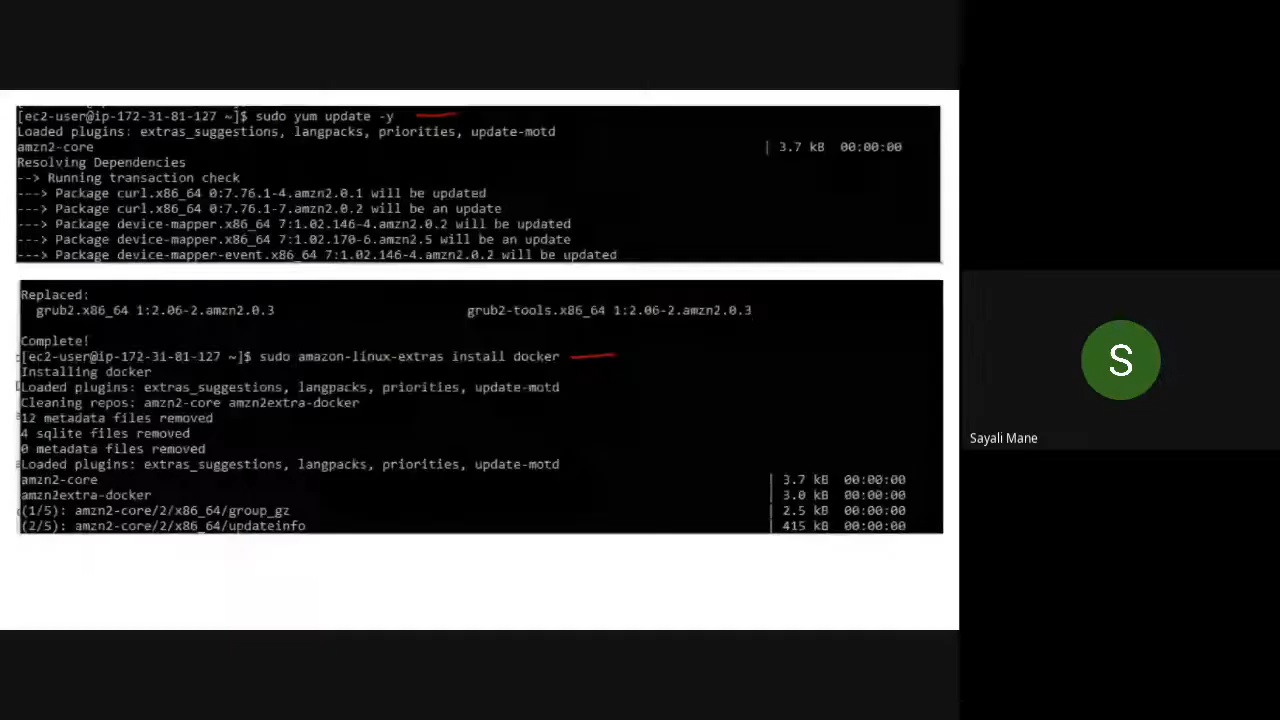 [ec2-user@ip-172-31-81-127 ~]$ sudo yum update -y
Loaded plugins: extras_suggestions, langpacks, priorities, update-motd
amzn2-core | 3.7 kB 00:00:00
Resolving Dependencies
--> Running transaction check
---> Package curl.x86_64 0:7.76.1-4.amzn2.0.1 will be updated
---> Package curl.x86_64 0:7.76.1-7.amzn2.0.2 will be an update
---> Package device-mapper.x86_64 7:1.02.146-4.amzn2.0.2 will be updated
---> Package device-mapper.x86_64 7:1.02.170-6.amzn2.5 will be an update
---> Package device-mapper-event.x86_64 7:1.02.146-4.amzn2.0.2 will be updated
Replaced:
grub2.x86_64 1:2.06-2.amzn2.0.3 grub2-tools.x86_64 1:2.06-2.amzn2.0.3
Complete!
[ec2-user@ip-172-31-81-127 ~]$ sudo amazon-linux-extras install docker
Installing docker
Loaded plugins: extras_suggestions, langpacks, priorities, update-motd
Cleaning repos: amzn2-core amzn2extra-docker
12 metadata files removed
4 sqlite files removed
0 metadata files removed
Loaded plugins: extras_suggestions, langpacks, priorities, update-motd
amzn2-core | 3.7 kB 00:00:00
amzn2extra-docker | 3.0 kB 00:00:00
(1/5): amzn2-core/2/x86_64/group_gz | 2.5 kB 00:00:00
(2/5): amzn2-core/2/x86_64/updateinfo | 415 kB 00:00:00
S
Sayali Mane